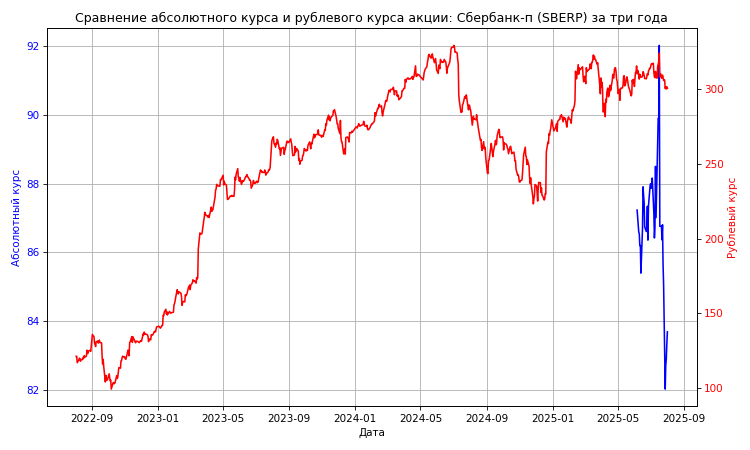 Сравнение абсолютного курса и рублевого курса акции: Сбербанк-п (SBERP) за три года
Абсолютный курс
92
90
88
86
84
82
Рублевый курс
300
250
200
150
100
2022-09 2023-01 2023-05 2023-09 2024-01 2024-05 2024-09 2025-01 2025-05 2025-09
Дата